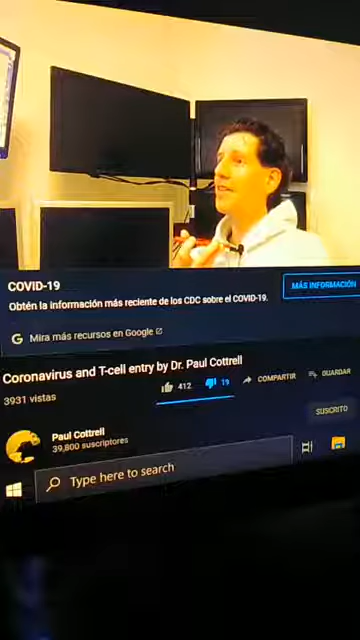 COVID-19
MÁS INFORMACIÓN
Obtén la información más reciente de los CDC sobre el COVID-19.
G Mira más recursos en Google
Coronavirus and T-cell entry by Dr. Paul Cottrell
3931 vistas
412
19
COMPARTIR
GUARDAR
Paul Cottrell
39,800 suscriptores
SUSCRITO
Type here to search